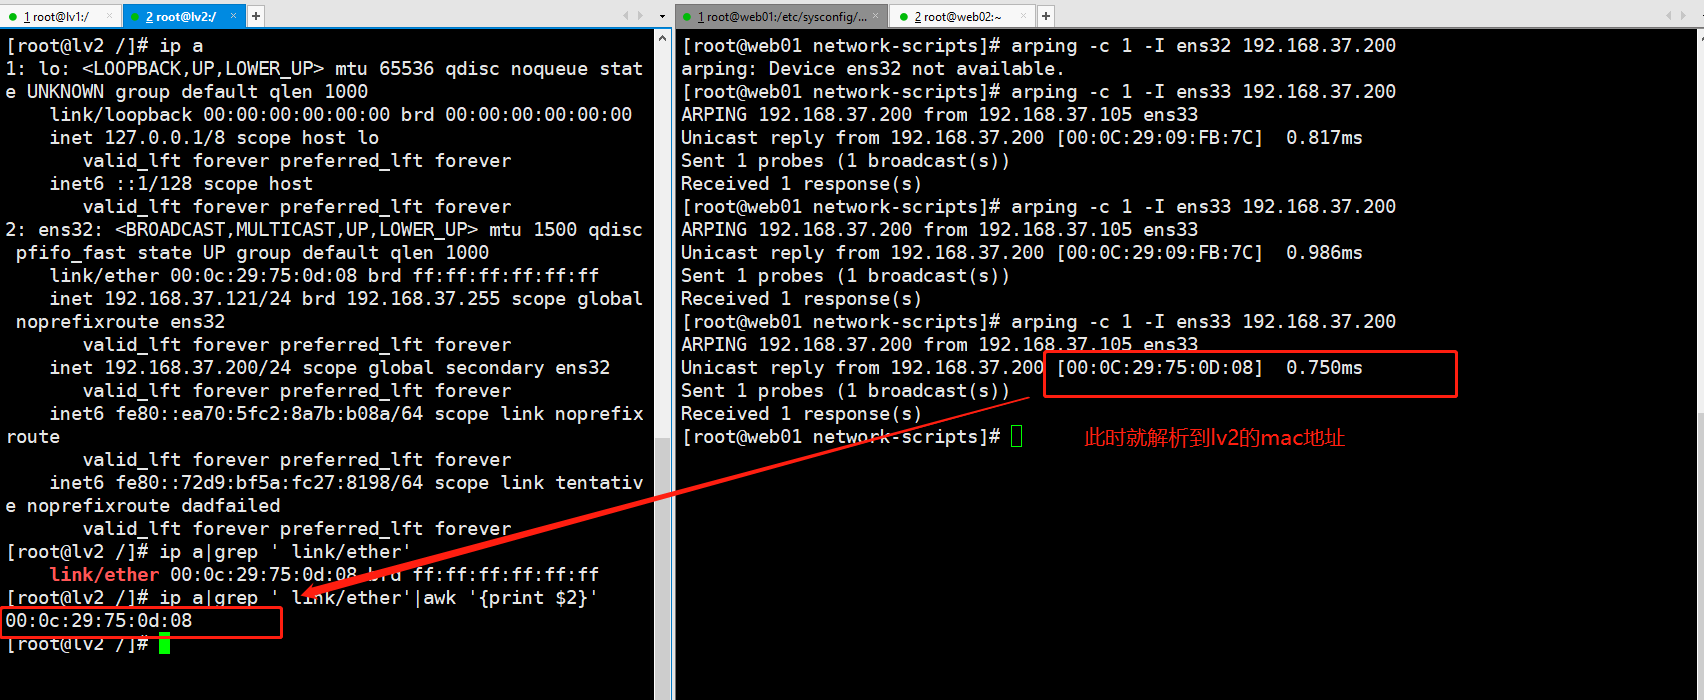 1 root@lv1:/
2 root@lv2:/
1 root@web01:/etc/sysconfig/...
2 root@web02:~
[root@lv2 /]# ip a
1: lo: <LOOPBACK,UP,LOWER_UP> mtu 65536 qdisc noqueue stat
e UNKNOWN group default qlen 1000
link/loopback 00:00:00:00:00:00 brd 00:00:00:00:00:00
inet 127.0.0.1/8 scope host lo
valid_lft forever preferred_lft forever
inet6 ::1/128 scope host
valid_lft forever preferred_lft forever
2: ens32: <BROADCAST,MULTICAST,UP,LOWER_UP> mtu 1500 qdisc
pfifo_fast state UP group default qlen 1000
link/ether 00:0c:29:75:0d:08 brd ff:ff:ff:ff:ff:ff
inet 192.168.37.121/24 brd 192.168.37.255 scope global
noprefixroute ens32
valid_lft forever preferred_lft forever
inet 192.168.37.200/24 scope global secondary ens32
valid_lft forever preferred_lft forever
inet6 fe80::ea70:5fc2:8a7b:b08a/64 scope link noprefix
route
valid_lft forever preferred_lft forever
inet6 fe80::72d9:bf5a:fc27:8198/64 scope link tentativ
e noprefixroute dadfailed
valid_lft forever preferred_lft forever
[root@lv2 /]# ip a|grep ' link/ether'
link/ether 00:0c:29:75:0d:08 brd ff:ff:ff:ff:ff:ff
[root@lv2 /]# ip a|grep ' link/ether'|awk '{print $2}'
00:0c:29:75:0d:08
[root@lv2 /]#
[root@web01 network-scripts]# arping -c 1 -I ens32 192.168.37.200
arping: Device ens32 not available.
[root@web01 network-scripts]# arping -c 1 -I ens33 192.168.37.200
ARPING 192.168.37.200 from 192.168.37.105 ens33
Unicast reply from 192.168.37.200 [00:0C:29:09:FB:7C]  0.817ms
Sent 1 probes (1 broadcast(s))
Received 1 response(s)
[root@web01 network-scripts]# arping -c 1 -I ens33 192.168.37.200
ARPING 192.168.37.200 from 192.168.37.105 ens33
Unicast reply from 192.168.37.200 [00:0C:29:09:FB:7C]  0.986ms
Sent 1 probes (1 broadcast(s))
Received 1 response(s)
[root@web01 network-scripts]# arping -c 1 -I ens33 192.168.37.200
ARPING 192.168.37.200 from 192.168.37.105 ens33
Unicast reply from 192.168.37.200 [00:0C:29:75:0D:08]  0.750ms
Sent 1 probes (1 broadcast(s))
Received 1 response(s)
[root@web01 network-scripts]#
此时就解析到lv2的mac地址